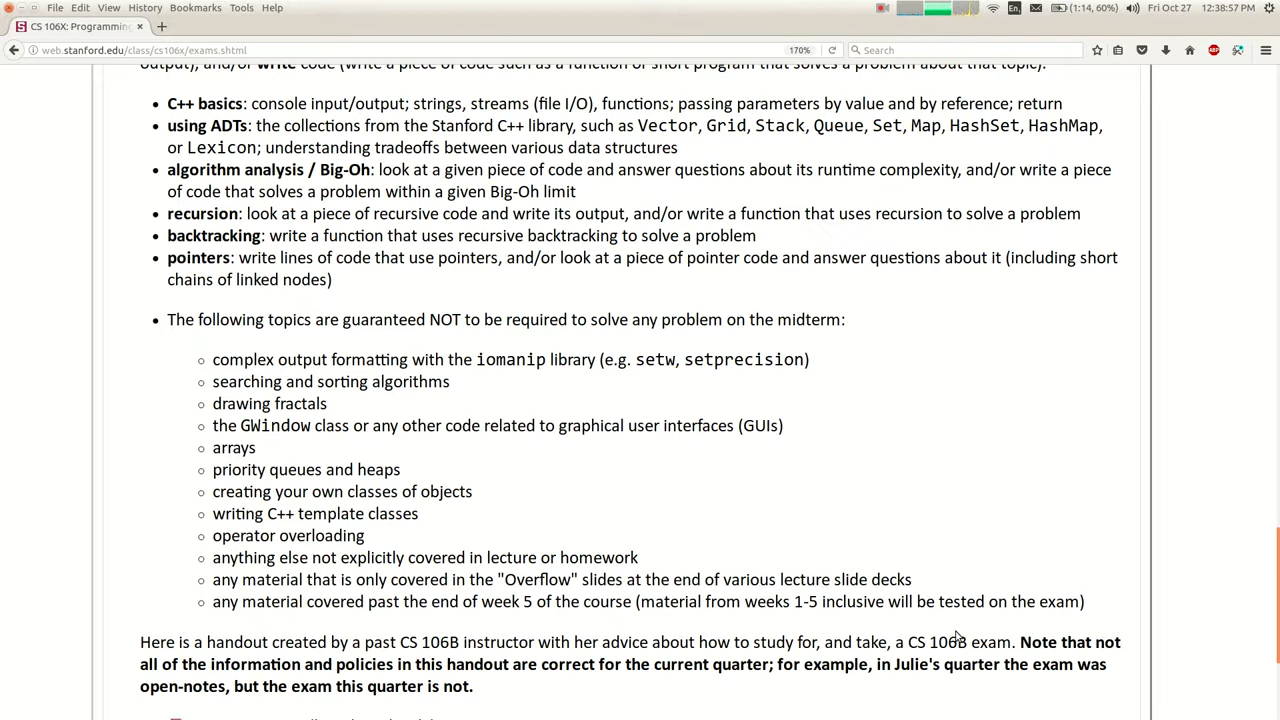 File Edit View History Bookmarks Tools Help
En (1:14, 60%) Fri Oct 27 12:38:57 PM
CS 106X: Programming
web.stanford.edu/class/cs106x/exams.shtml 170% Search
output), and/or write code (write a piece of code such as a function or short program that solves a problem about that topic).
• C++ basics: console input/output; strings, streams (file I/O), functions; passing parameters by value and by reference; return
• using ADTs: the collections from the Stanford C++ library, such as Vector, Grid, Stack, Queue, Set, Map, HashSet, HashMap,
or Lexicon; understanding tradeoffs between various data structures
• algorithm analysis / Big-Oh: look at a given piece of code and answer questions about its runtime complexity, and/or write a piece
of code that solves a problem within a given Big-Oh limit
• recursion: look at a piece of recursive code and write its output, and/or write a function that uses recursion to solve a problem
• backtracking: write a function that uses recursive backtracking to solve a problem
• pointers: write lines of code that use pointers, and/or look at a piece of pointer code and answer questions about it (including short
chains of linked nodes)
• The following topics are guaranteed NOT to be required to solve any problem on the midterm:
◦ complex output formatting with the iomanip library (e.g. setw, setprecision)
◦ searching and sorting algorithms
◦ drawing fractals
◦ the GWindow class or any other code related to graphical user interfaces (GUIs)
◦ arrays
◦ priority queues and heaps
◦ creating your own classes of objects
◦ writing C++ template classes
◦ operator overloading
◦ anything else not explicitly covered in lecture or homework
◦ any material that is only covered in the "Overflow" slides at the end of various lecture slide decks
◦ any material covered past the end of week 5 of the course (material from weeks 1-5 inclusive will be tested on the exam)
Here is a handout created by a past CS 106B instructor with her advice about how to study for, and take, a CS 106B exam. Note that not
all of the information and policies in this handout are correct for the current quarter; for example, in Julie's quarter the exam was
open-notes, but the exam this quarter is not.